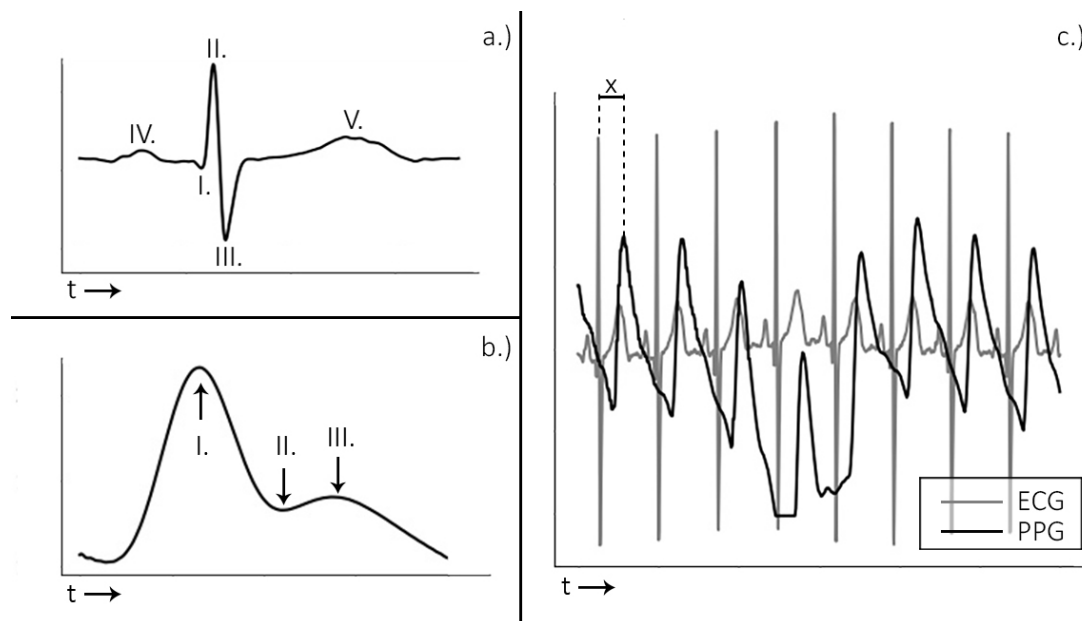 a.)
II.
IV.
V.
I.
III.
t
b.)
I.
II.
III.
t
c.)
x
ECG
PPG
t